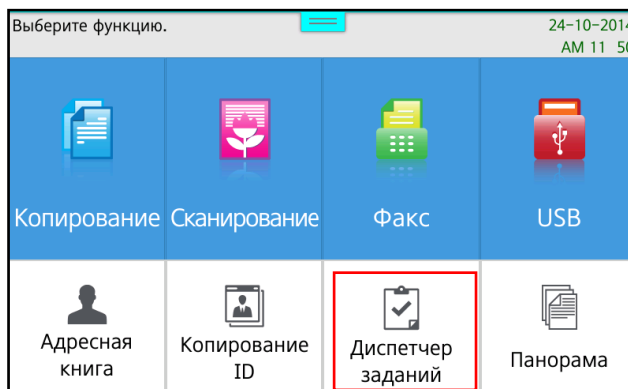 Выберите функцию.
24-10-2014
AM 11 50
Копирование
Сканирование
Факс
USB
Адресная
книга
Копирование
ID
Диспетчер
заданий
Панорама